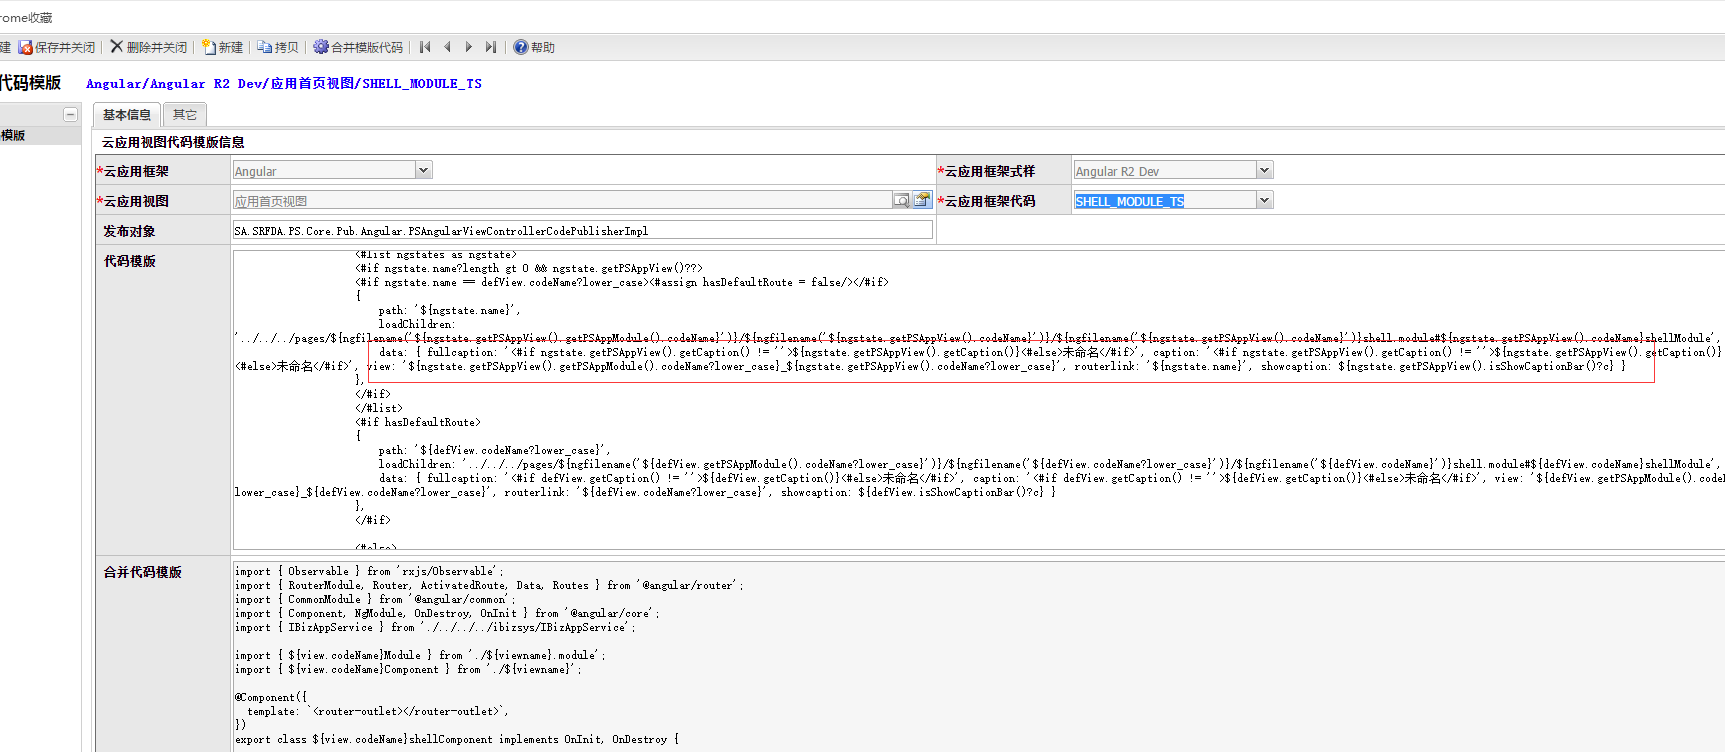 rome收藏
建 保存并关闭 删除并关闭 新建 拷贝 合并模版代码 帮助
代码模版 Angular/Angular R2 Dev/应用首页视图/SHELL_MODULE_TS
模版
基本信息 其它
云应用视图代码模版信息
*云应用框架 Angular *云应用框架式样 Angular R2 Dev
*云应用视图 应用首页视图 *云应用框架代码 SHELL_MODULE_TS
发布对象 SA.SRFDA.PS.Core.Pub.Angular.PSAngularViewControllerCodePublisherImpl
代码模版
<#list ngstates as ngstate>
<#if ngstate.name?length gt 0 && ngstate.getPSAppView()??>
<#if ngstate.name == defView.codeName?lower_case><#assign hasDefaultRoute = false/></#if>
{
path: '${ngstate.name}',
loadChildren:
'../../../pages/${ngfilename('${ngstate.getPSAppView().getPSAppModule().codeName}')}/${ngfilename('${ngstate.getPSAppView().codeName}')}/${ngfilename('${ngstate.getPSAppView().codeName}')}shell.module#${ngstate.getPSAppView().codeName}shellModule',
data: { fullcaption: '<#if ngstate.getPSAppView().getCaption() != ''>${ngstate.getPSAppView().getCaption()}<#else>未命名</#if>', caption: '<#if ngstate.getPSAppView().getCaption() != ''>${ngstate.getPSAppView().getCaption()}
<#else>未命名</#if>', view: '${ngstate.getPSAppView().getPSAppModule().codeName?lower_case}_${ngstate.getPSAppView().codeName?lower_case}', routerlink: '${ngstate.name}', showcaption: ${ngstate.getPSAppView().isShowCaptionBar()?c} }
},
</#if>
</#list>
<#if hasDefaultRoute>
{
path: '${defView.codeName?lower_case}',
loadChildren: '../../../pages/${ngfilename('${defView.getPSAppModule().codeName?lower_case}')}/${ngfilename('${defView.codeName}')}/${ngfilename('${defView.codeName}')}shell.module#${defView.codeName}shellModule',
data: { fullcaption: '<#if defView.getCaption() != ''>${defView.getCaption()}<#else>未命名</#if>', caption: '<#if defView.getCaption() != ''>${defView.getCaption()}<#else>未命名</#if>', view: '${defView.getPSAppModule().codeN
lower_case}_${defView.codeName?lower_case}', routerlink: '${defView.codeName?lower_case}', showcaption: ${defView.isShowCaptionBar()?c} }
},
</#if>
<#else>
合并代码模版
import { Observable } from 'rxjs/Observable';
import { RouterModule, Router, ActivatedRoute, Data, Routes } from '@angular/router';
import { CommonModule } from '@angular/common';
import { Component, NgModule, OnDestroy, OnInit } from '@angular/core';
import { IBizAppService } from './../../../ibizsys/IBizAppService';
import { ${view.codeName}Module } from './${viewname}.module';
import { ${view.codeName}Component } from './${viewname}';
@Component({
template: `<router-outlet></router-outlet>`,
})
export class ${view.codeName}shellComponent implements OnInit, OnDestroy {